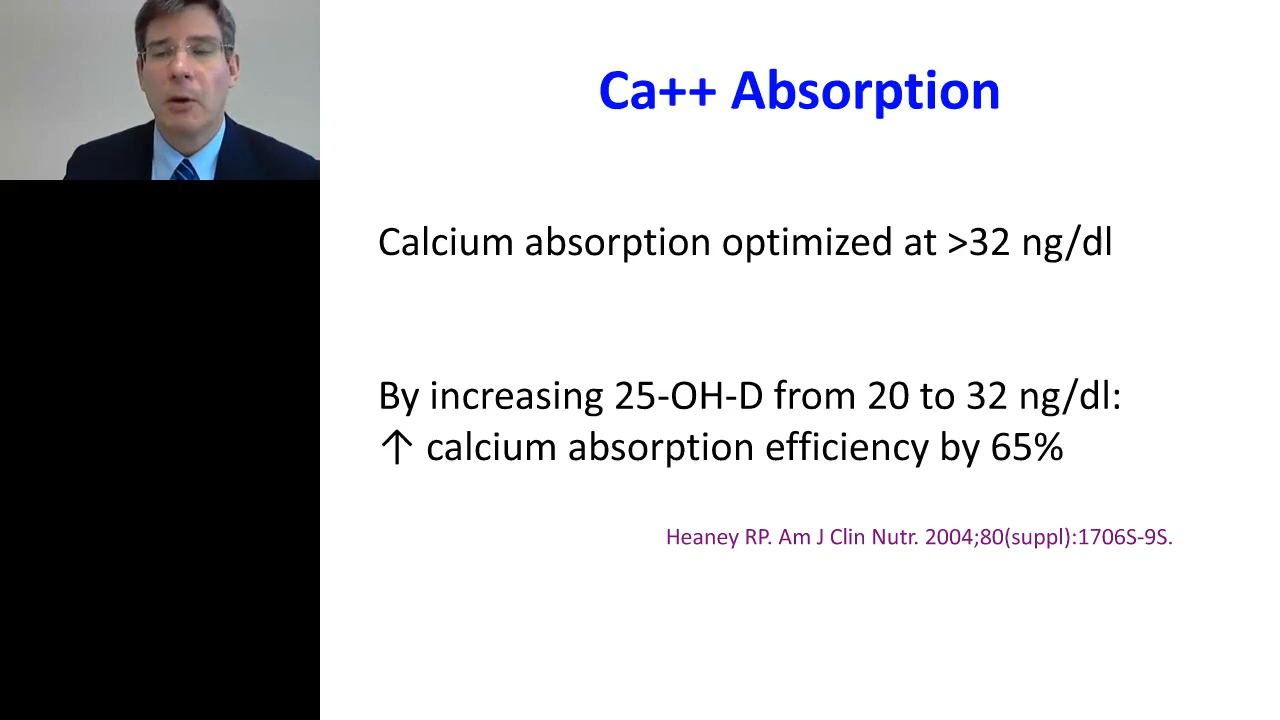 Ca++ Absorption
Calcium absorption optimized at >32 ng/dl
By increasing 25-OH-D from 20 to 32 ng/dl:
↑ calcium absorption efficiency by 65%
Heaney RP. Am J Clin Nutr. 2004;80(suppl):1706S-9S.